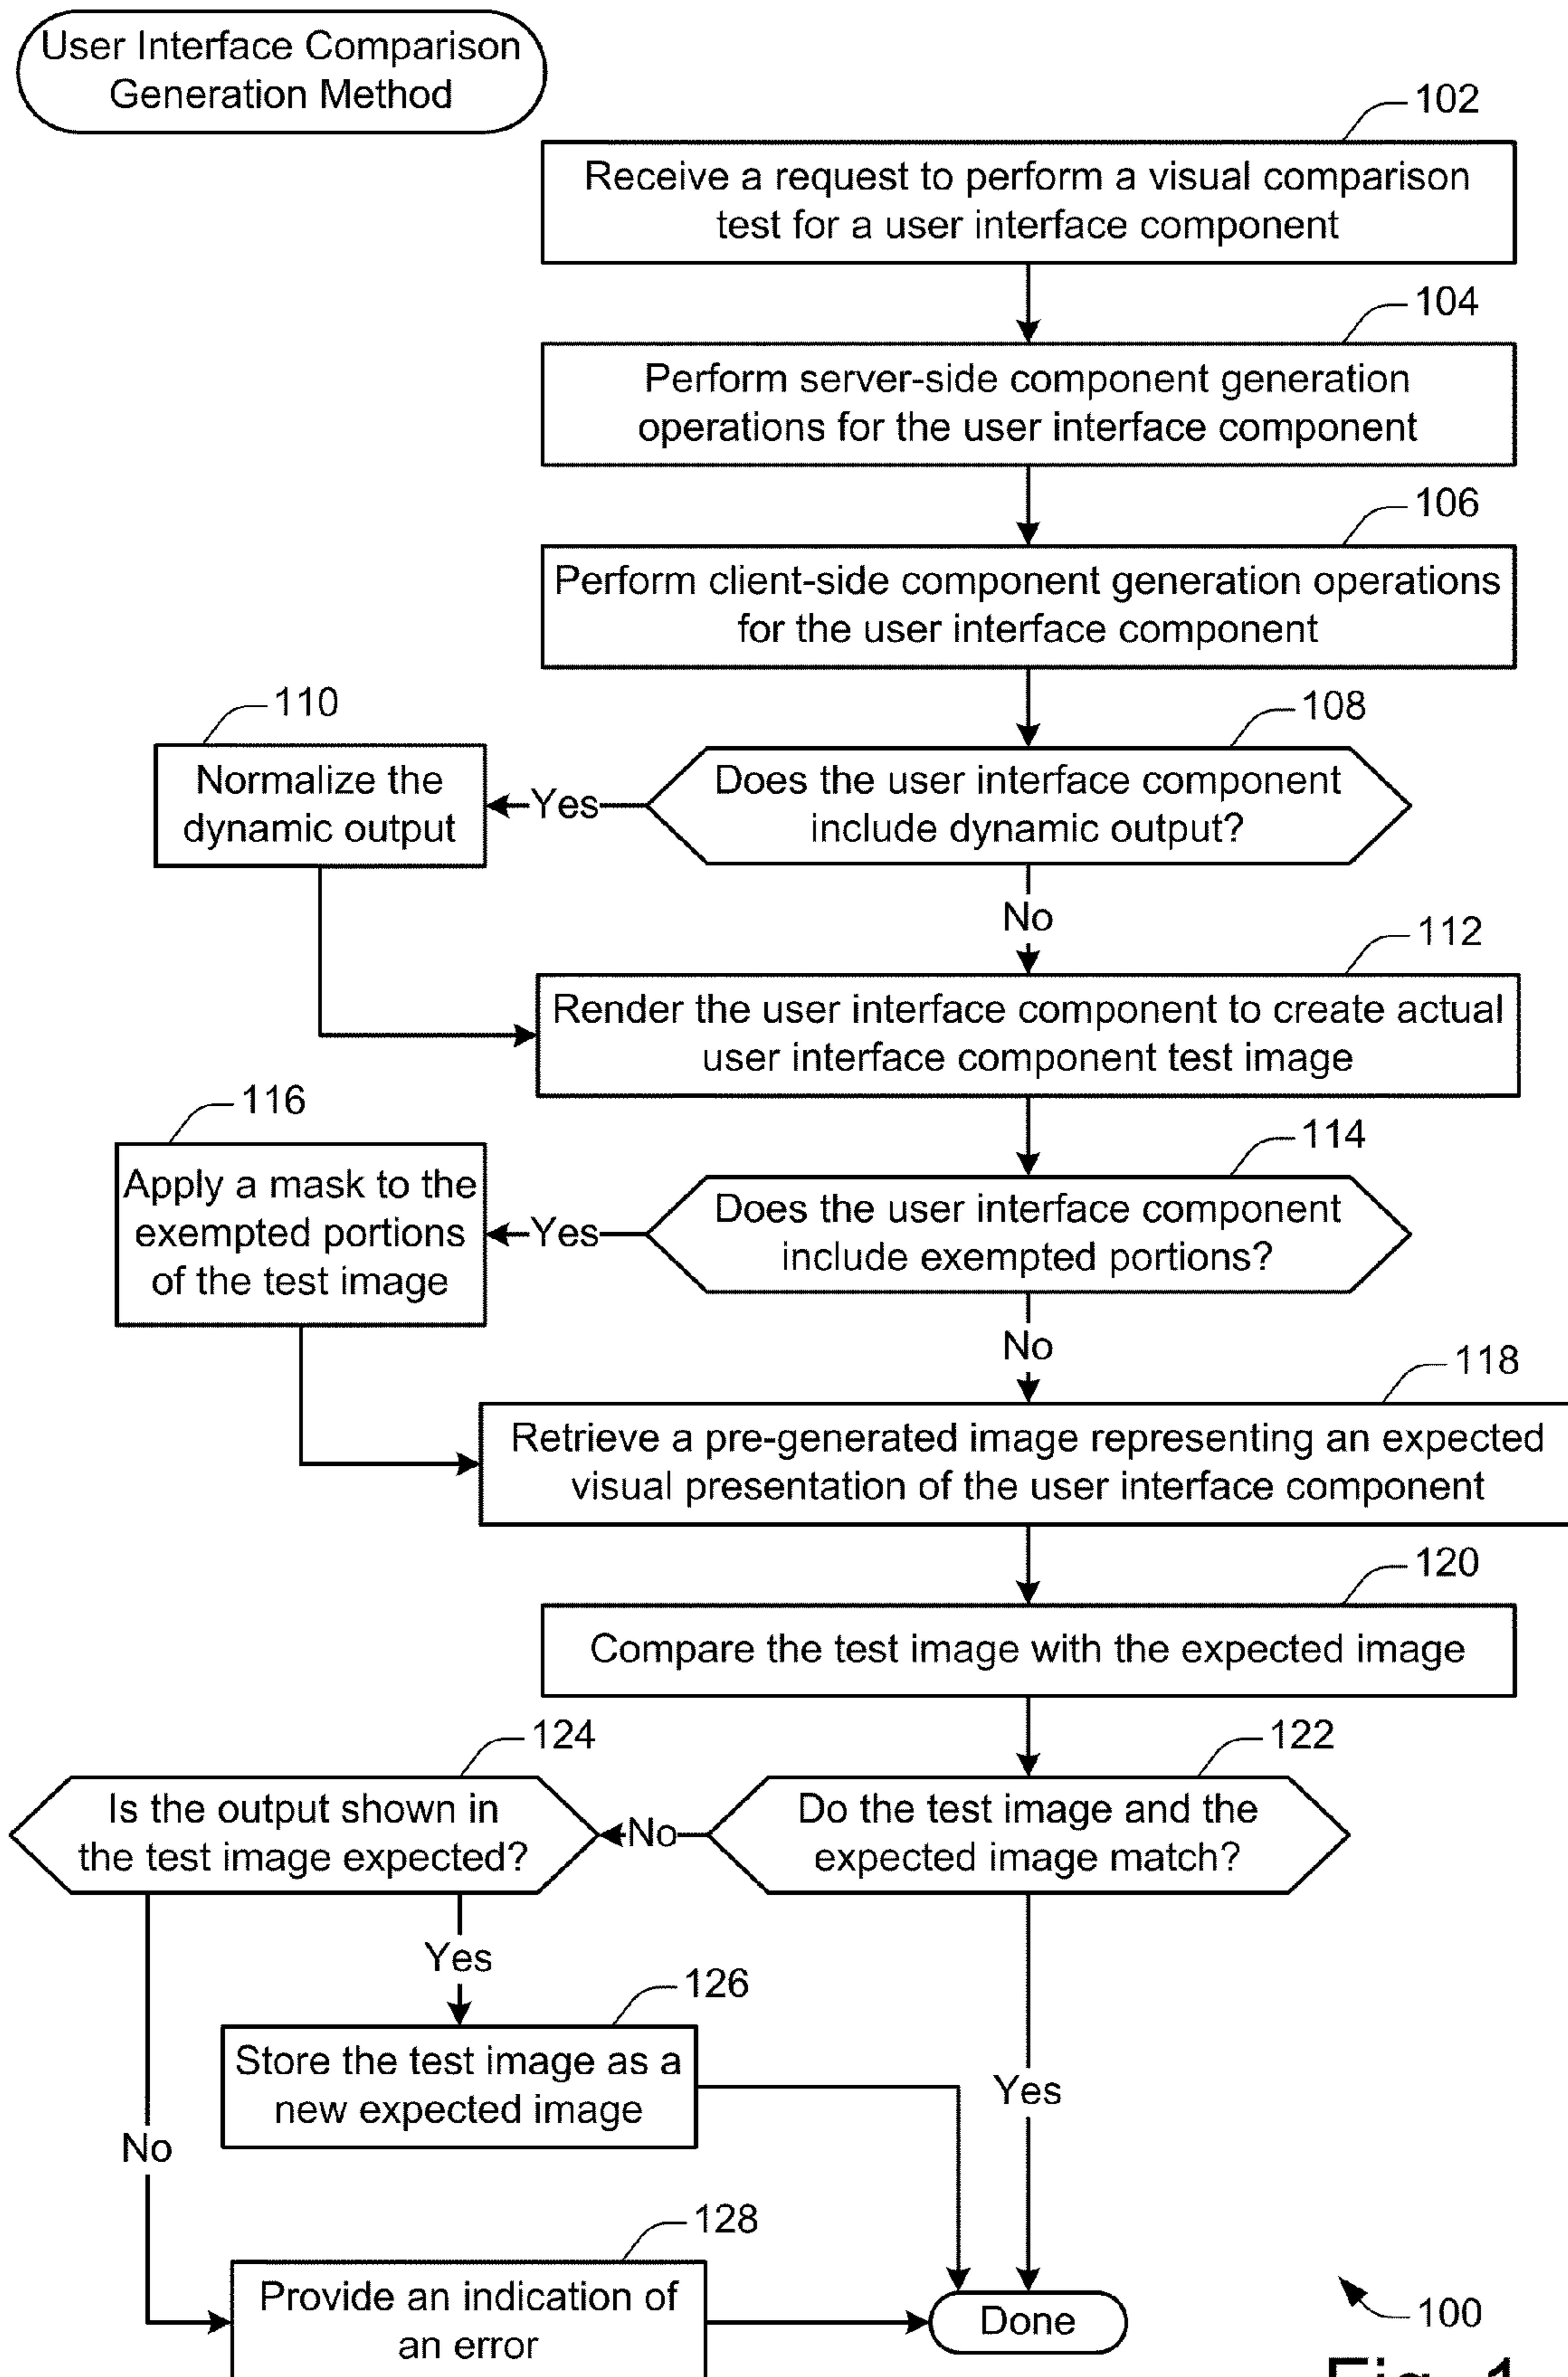 User Interface Comparison
Generation Method
102
Receive a request to perform a visual comparison
test for a user interface component
104
Perform server-side component generation
operations for the user interface component
106
Perform client-side component generation operations
for the user interface component
110
108
Normalize the
dynamic output
Yes
Does the user interface component
include dynamic output?
No
112
Render the user interface component to create actual
user interface component test image
116
114
Apply a mask to the
exempted portions
of the test image
Yes
Does the user interface component
include exempted portions?
No
118
Retrieve a pre-generated image representing an expected
visual presentation of the user interface component
120
Compare the test image with the expected image
124
122
Is the output shown in
the test image expected?
No
Do the test image and the
expected image match?
Yes
126
Store the test image as a
new expected image
Yes
No
128
Provide an indication of
an error
Done
100
Fig. 1